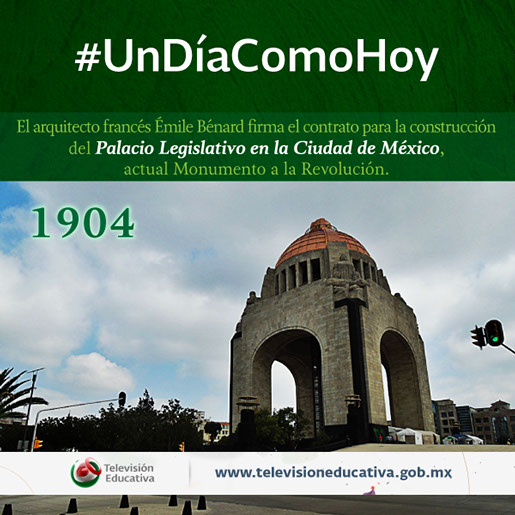 #UnDíaComoHoy
El arquitecto francés Émile Bénard firma el contrato para la construcción
del Palacio Legislativo en la Ciudad de México,
actual Monumento a la Revolución.
1904
Televisión
Educativa
www.televisioneducativa.gob.mx